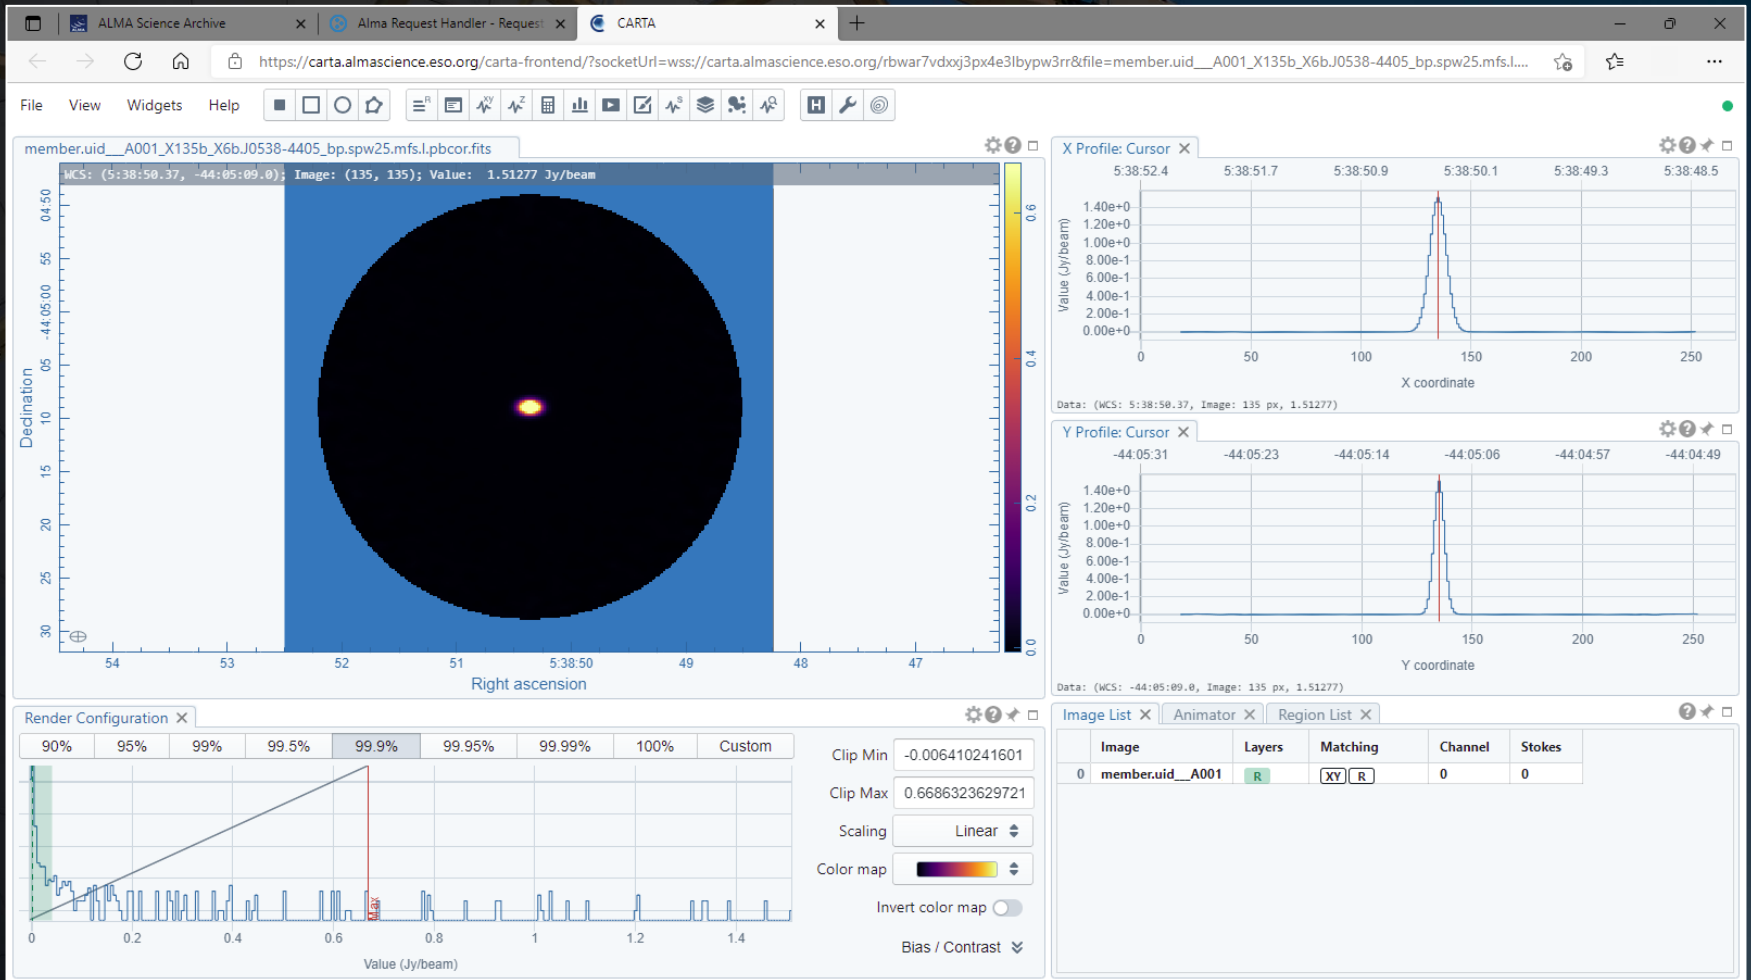 ALMA Science Archive
Alma Request Handler - Request
CARTA
https://carta.almascience.eso.org/carta-frontend/?socketUrl=wss://carta.almascience.eso.org/rbwar7vdxxj3px4e3lbypw3rr&file=member.uid___A001_X135b_X6b.J0538-4405_bp.spw25.mfs.I....
File View Widgets Help
member.uid___A001_X135b_X6b.J0538-4405_bp.spw25.mfs.I.pbcor.fits
WCS: (5:38:50.37, -44:05:09.0); Image: (135, 135); Value: 1.51277 Jy/beam
Declination
04:50
55
-44:05:00
05
10
15
20
25
30
54 53 52 51 5:38:50 49 48 47
Right ascension
0.6
0.4
0.2
0.0
X Profile: Cursor
5:38:52.4 5:38:51.7 5:38:50.9 5:38:50.1 5:38:49.3 5:38:48.5
Value (Jy/beam)
1.40e+0
1.20e+0
1.00e+0
8.00e-1
6.00e-1
4.00e-1
2.00e-1
0.00e+0
0 50 100 150 200 250
X coordinate
Data: (WCS: 5:38:50.37, Image: 135 px, 1.51277)
Y Profile: Cursor
-44:05:31 -44:05:23 -44:05:14 -44:05:06 -44:04:57 -44:04:49
Value (Jy/beam)
1.40e+0
1.20e+0
1.00e+0
8.00e-1
6.00e-1
4.00e-1
2.00e-1
0.00e+0
0 50 100 150 200 250
Y coordinate
Data: (WCS: -44:05:09.0, Image: 135 px, 1.51277)
Render Configuration
90% 95% 99% 99.5% 99.9% 99.95% 99.99% 100% Custom
Max
0 0.2 0.4 0.6 0.8 1 1.2 1.4
Value (Jy/beam)
Clip Min -0.006410241601
Clip Max 0.6686323629721
Scaling Linear
Color map
Invert color map
Bias / Contrast
Image List Animator Region List
Image Layers Matching Channel Stokes
0 member.uid___A001 R XY R 0 0